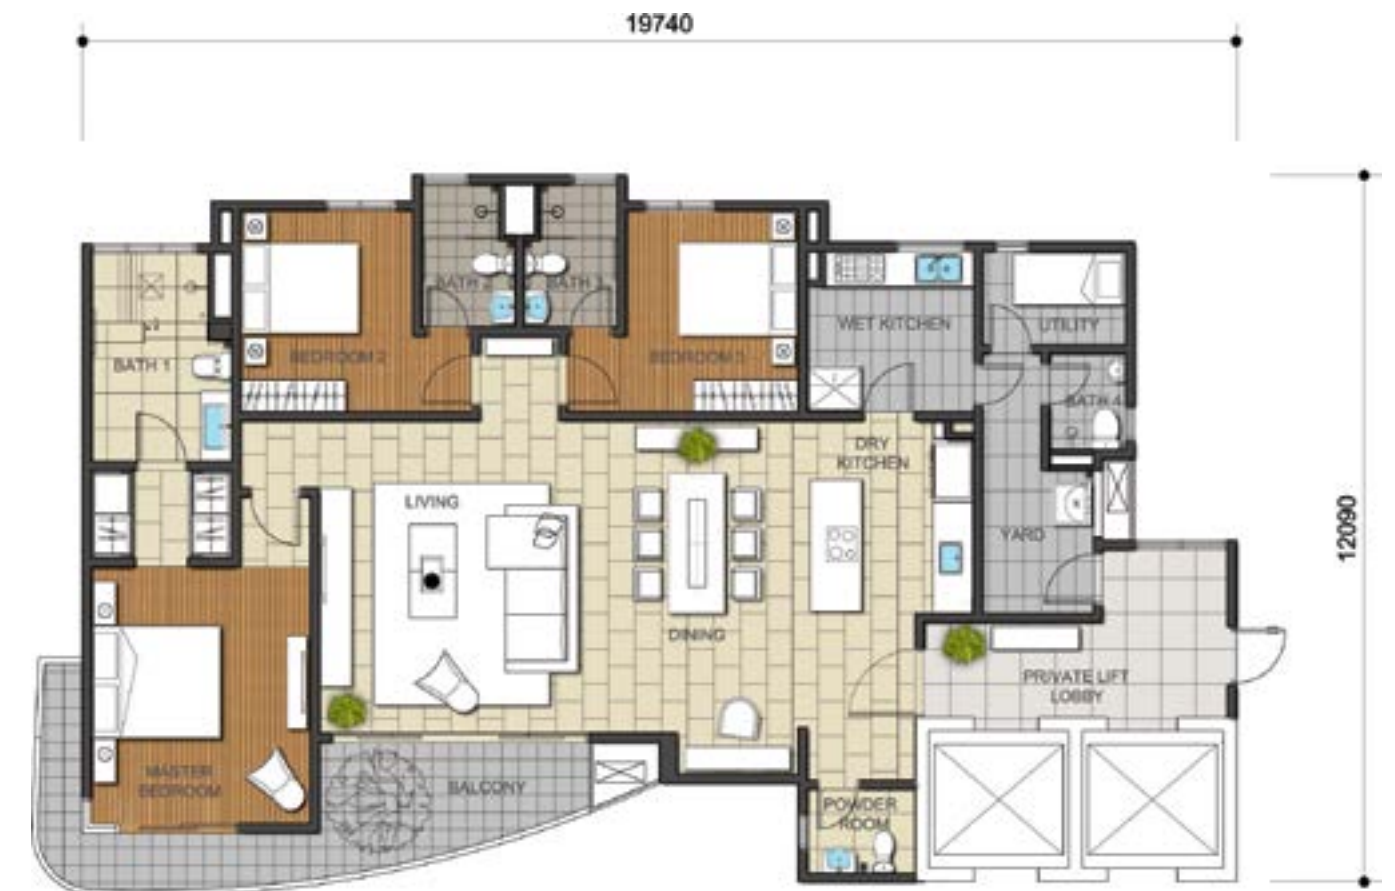 19740
BATH 2
BATH 3
WET KITCHEN
UTILITY
BEDROOM 2
BEDROOM 3
BATH 1
BATH 4
DRY
KITCHEN
LIVING
12090
YARD
DINING
PRIVATE LIFT
LOBBY
MASTER
BEDROOM
BALCONY
POWDER
ROOM